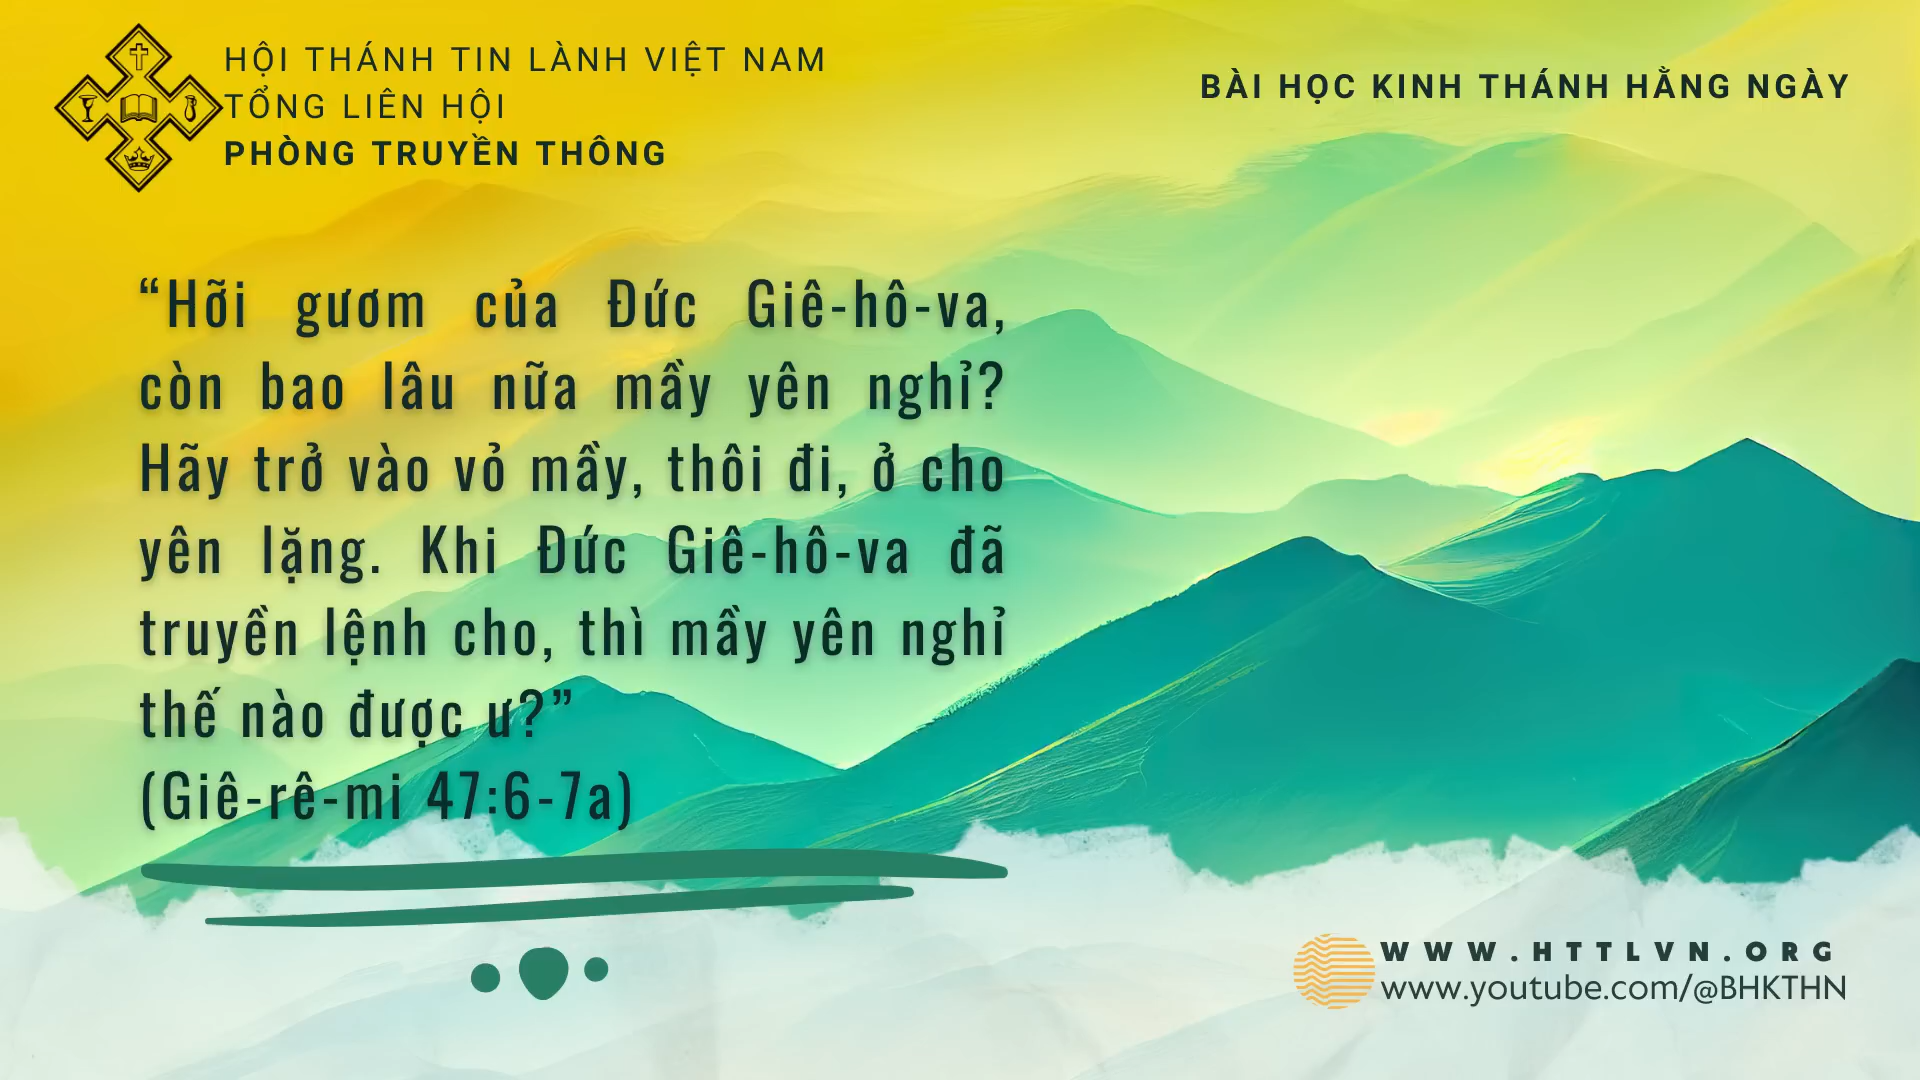 HỘI THÁNH TIN LÀNH VIỆT NAM
TỔNG LIÊN HỘI
PHÒNG TRUYỀN THÔNG
BÀI HỌC KINH THÁNH HẰNG NGÀY
“Hỡi gươm của Đức Giê-hô-va,
còn bao lâu nữa mầy yên nghỉ?
Hãy trở vào vỏ mầy, thôi đi, ở cho
yên lặng. Khi Đức Giê-hô-va đã
truyền lệnh cho, thì mầy yên nghỉ
thế nào được ư?”
(Giê-rê-mi 47:6-7a)
WWW.HTTLVN.ORG
www.youtube.com/@BHKTHN